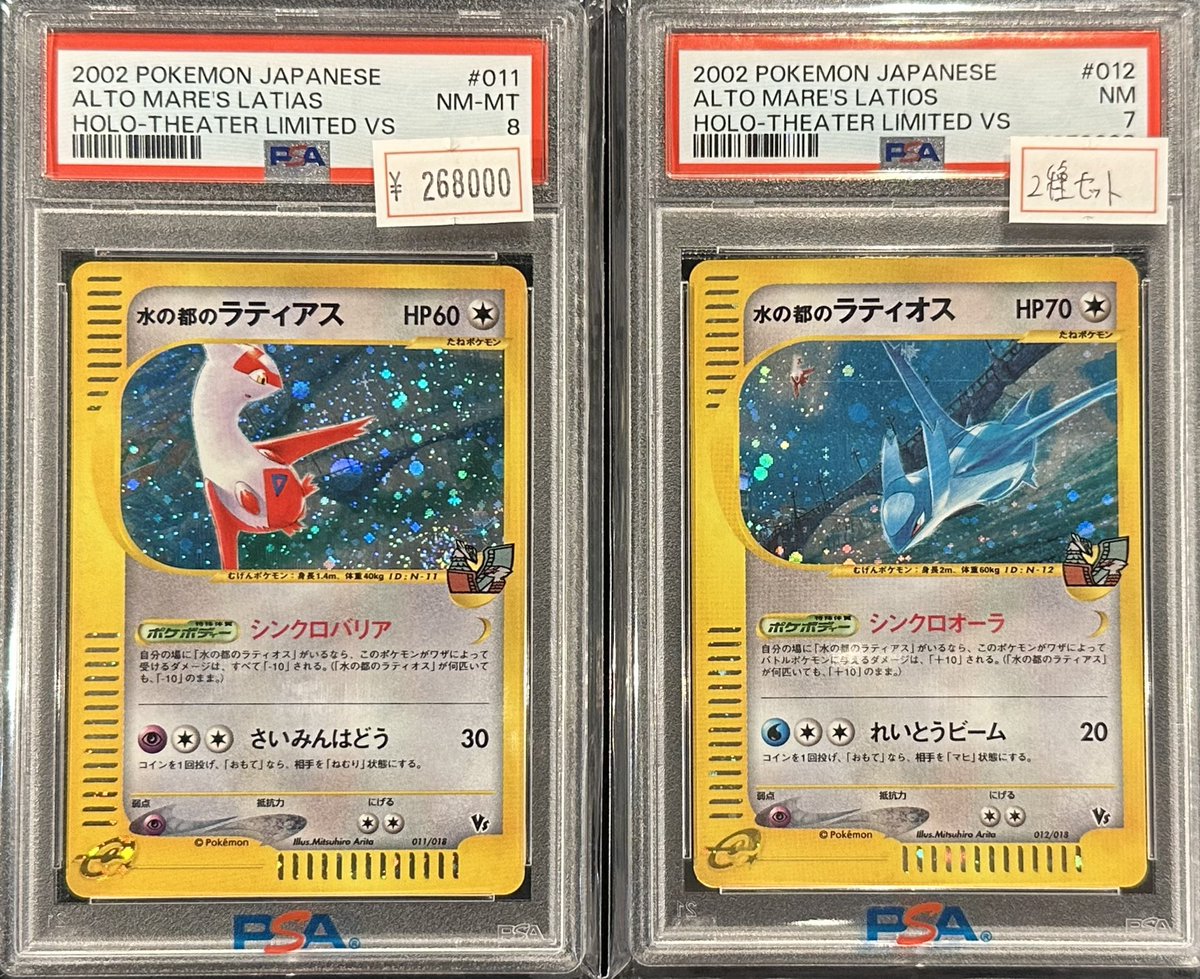 2002 POKEMON JAPANESE #011
ALTO MARE'S LATIAS NM-MT
HOLO-THEATER LIMITED VS 8
PSA
¥ 268000
水の都のラティアス HP60
たねポケモン
むげんポケモン：身長1.4m、体重40kg ID:N-11
特殊体質
ポケボディー シンクロバリア
自分の場に「水の都のラティオス」がいるなら、このポケモンがワザによって
受けるダメージは、すべて「-10」される。（「水の都のラティオス」が何匹いて
も、「-10」のまま。）
さいみんはどう 30
コインを1回投げ、「おもて」なら、相手を「ねむり」状態にする。
弱点 抵抗力 にげる
Vs
©Pokémon Illus.Mitsuhiro Arita 011/018
e
PSA®
2002 POKEMON JAPANESE #012
ALTO MARE'S LATIOS NM
HOLO-THEATER LIMITED VS 7
PSA
2種セット
水の都のラティオス HP70
たねポケモン
むげんポケモン：身長2m、体重60kg ID:N-12
特殊体質
ポケボディー シンクロオーラ
自分の場に「水の都のラティアス」がいるなら、このポケモンがワザによって
バトルポケモンに与えるダメージは、「＋10」される。（「水の都のラティアス」
が何匹いても、「＋10」のまま。）
れいとうビーム 20
コインを1回投げ、「おもて」なら、相手を「マヒ」状態にする。
弱点 抵抗力 にげる
Vs
©Pokémon Illus.Mitsuhiro Arita 012/018
e
PSA®